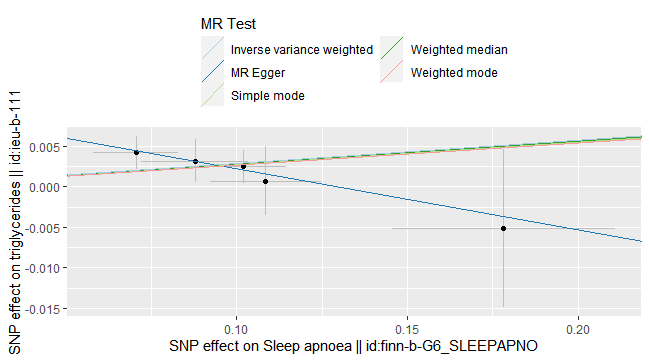 MR Test
Inverse variance weighted
Weighted median
MR Egger
Weighted mode
Simple mode
SNP effect on triglycerides || id:ieu-b-111
0.005
0.000
-0.005
-0.010
-0.015
0.10
0.15
0.20
SNP effect on Sleep apnoea || id:finn-b-G6_SLEEPAPNO